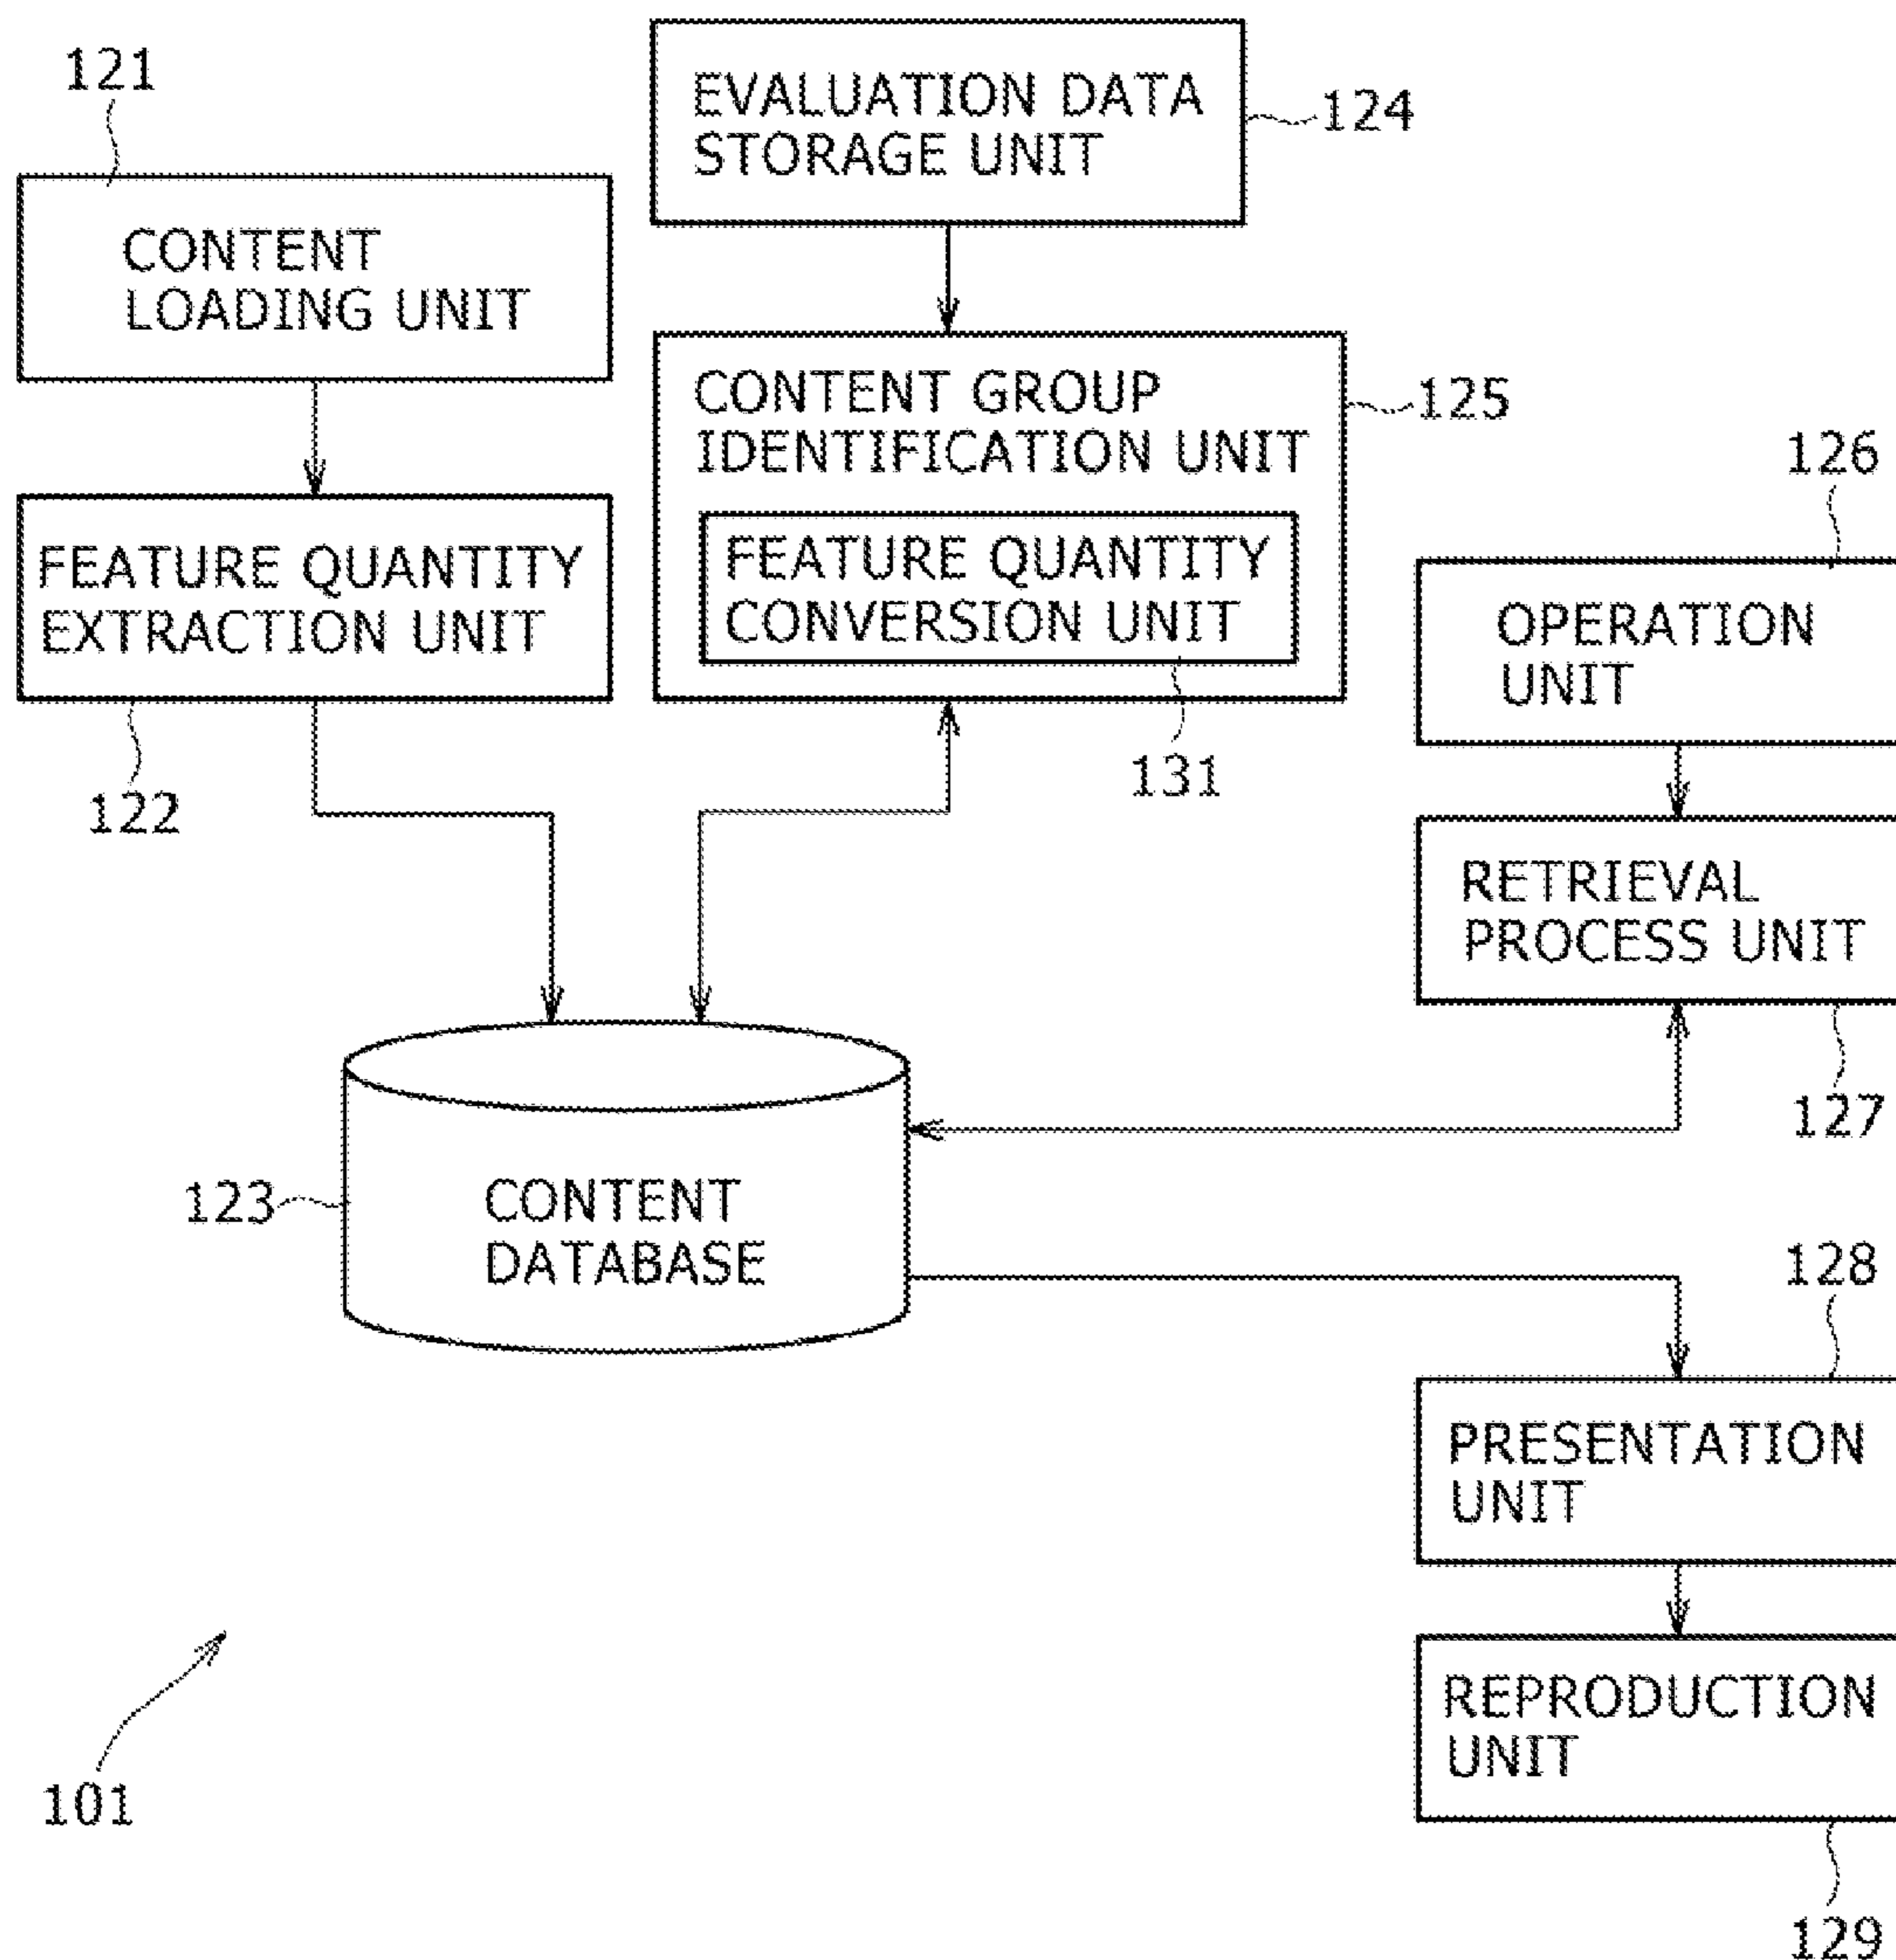 121
CONTENT
LOADING UNIT
FEATURE QUANTITY
EXTRACTION UNIT
122
EVALUATION DATA
STORAGE UNIT
124
CONTENT GROUP
IDENTIFICATION UNIT
125
FEATURE QUANTITY
CONVERSION UNIT
131
126
OPERATION
UNIT
RETRIEVAL
PROCESS UNIT
127
123
CONTENT
DATABASE
128
PRESENTATION
UNIT
REPRODUCTION
UNIT
129
101